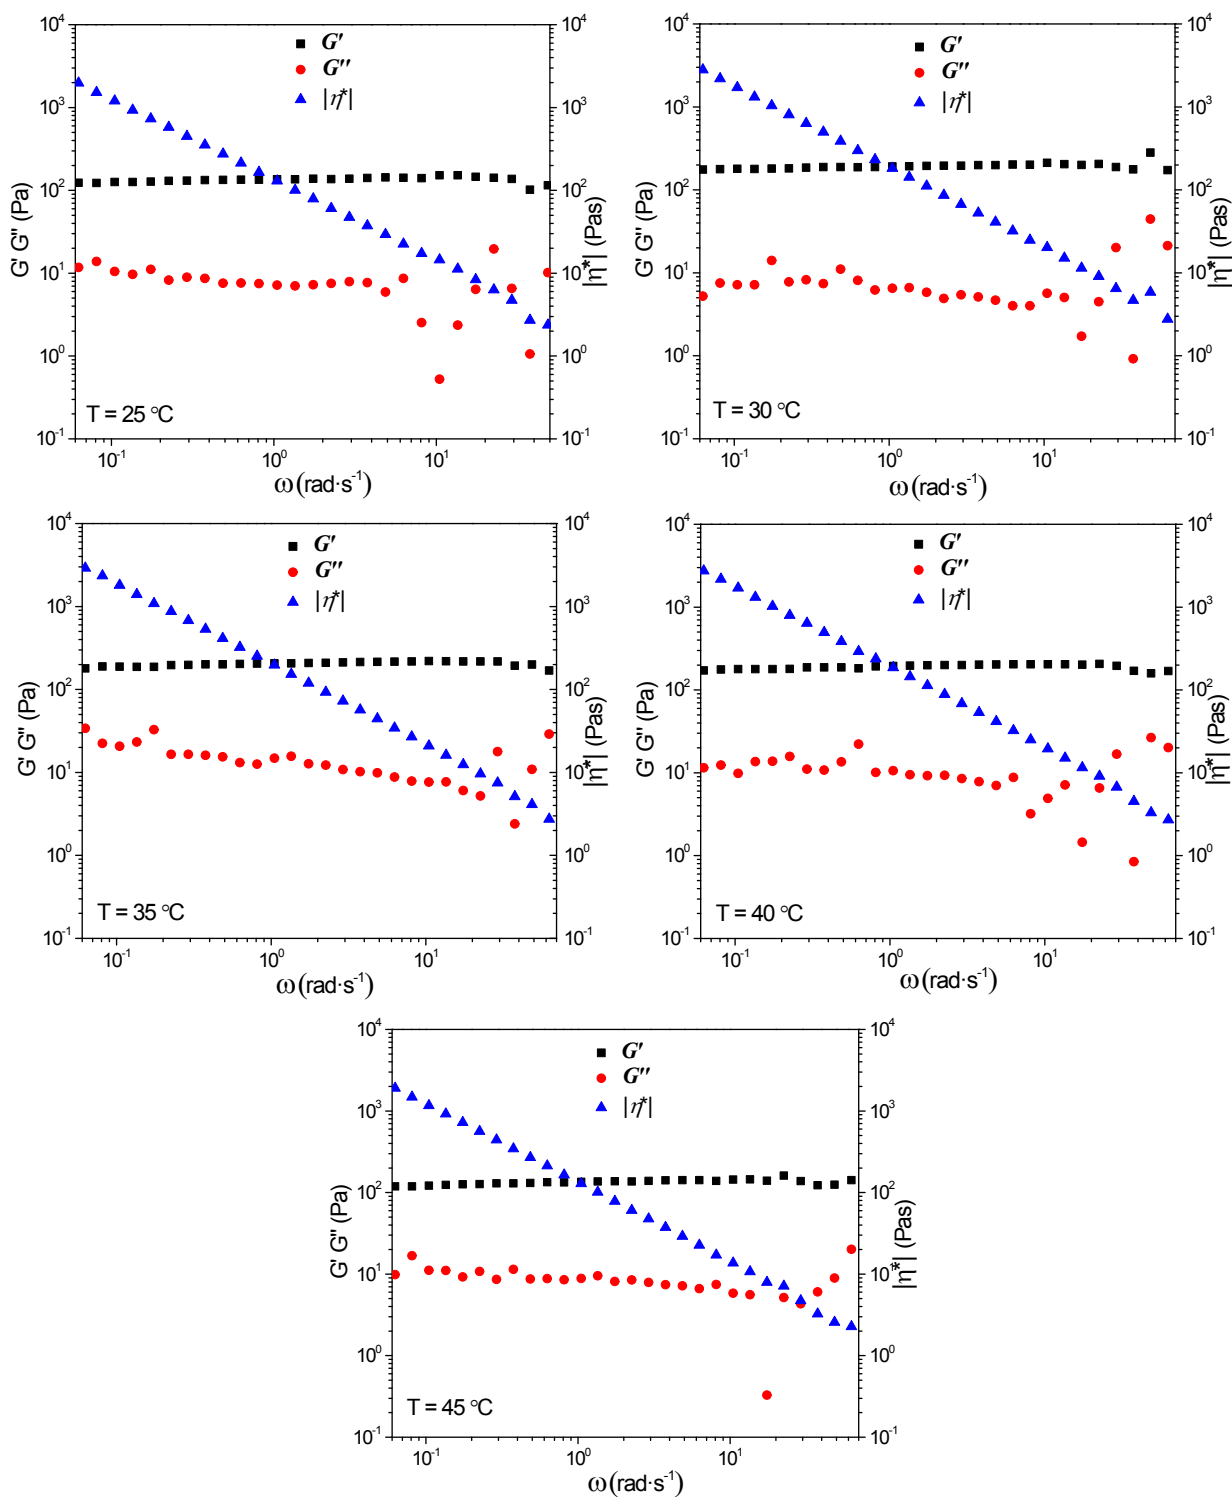 10⁴
10³
10²
10¹
10⁰
10⁻¹
G' G'' (Pa)
G'
G''
|η*|
T = 25 °C
10⁴
10³
10²
10¹
10⁰
10⁻¹
|η*| (Pas)
10⁻¹ 10⁰ 10¹
ω (rad·s⁻¹)
10⁴
10³
10²
10¹
10⁰
10⁻¹
G' G'' (Pa)
G'
G''
|η*|
T = 30 °C
10⁴
10³
10²
10¹
10⁰
10⁻¹
|η*| (Pas)
10⁻¹ 10⁰ 10¹
ω (rad·s⁻¹)
10⁴
10³
10²
10¹
10⁰
10⁻¹
G' G'' (Pa)
G'
G''
|η*|
T = 35 °C
10⁴
10³
10²
10¹
10⁰
10⁻¹
|η*| (Pas)
10⁻¹ 10⁰ 10¹
ω (rad·s⁻¹)
10⁴
10³
10²
10¹
10⁰
10⁻¹
G' G'' (Pa)
G'
G''
|η*|
T = 40 °C
10⁴
10³
10²
10¹
10⁰
10⁻¹
|η*| (Pas)
10⁻¹ 10⁰ 10¹
ω (rad·s⁻¹)
10⁴
10³
10²
10¹
10⁰
10⁻¹
G' G'' (Pa)
G'
G''
|η*|
T = 45 °C
10⁴
10³
10²
10¹
10⁰
10⁻¹
|η*| (Pas)
10⁻¹ 10⁰ 10¹
ω (rad·s⁻¹)